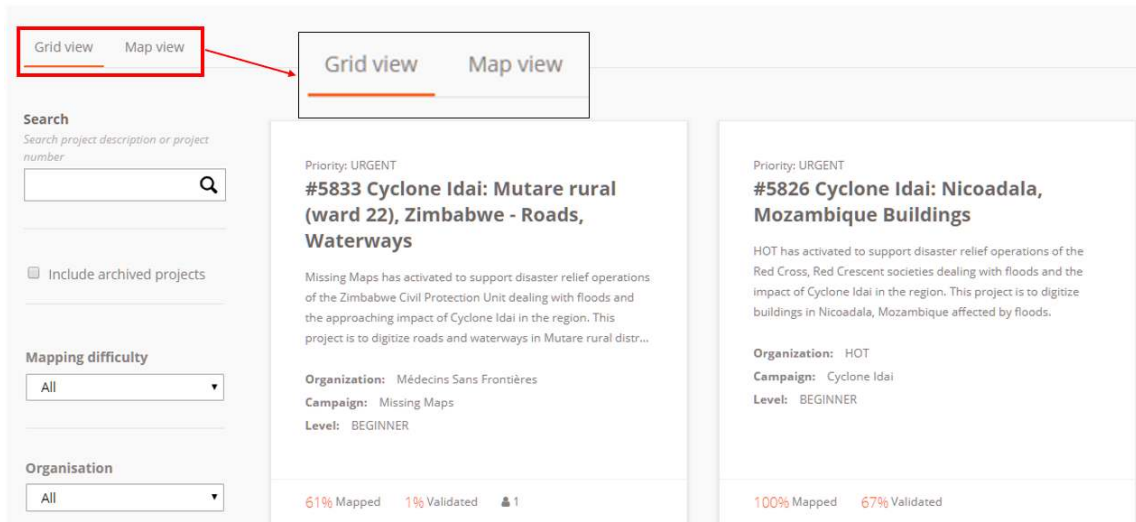 Grid view Map view
Grid view Map view
Search
Search project description or project
number
Include archived projects
Mapping difficulty
All
Organisation
All
Priority: URGENT
#5833 Cyclone Idai: Mutare rural
(ward 22), Zimbabwe - Roads,
Waterways
Missing Maps has activated to support disaster relief operations
of the Zimbabwe Civil Protection Unit dealing with floods and
the approaching impact of Cyclone Idai in the region. This
project is to digitize roads and waterways in Mutare rural distr...
Organization: Médecins Sans Frontières
Campaign: Missing Maps
Level: BEGINNER
61% Mapped 1% Validated 1
Priority: URGENT
#5826 Cyclone Idai: Nicoadala,
Mozambique Buildings
HOT has activated to support disaster relief operations of the
Red Cross, Red Crescent societies dealing with floods and the
impact of Cyclone Idai in the region. This project is to digitize
buildings in Nicoadala, Mozambique affected by floods.
Organization: HOT
Campaign: Cyclone Idai
Level: BEGINNER
100% Mapped 67% Validated